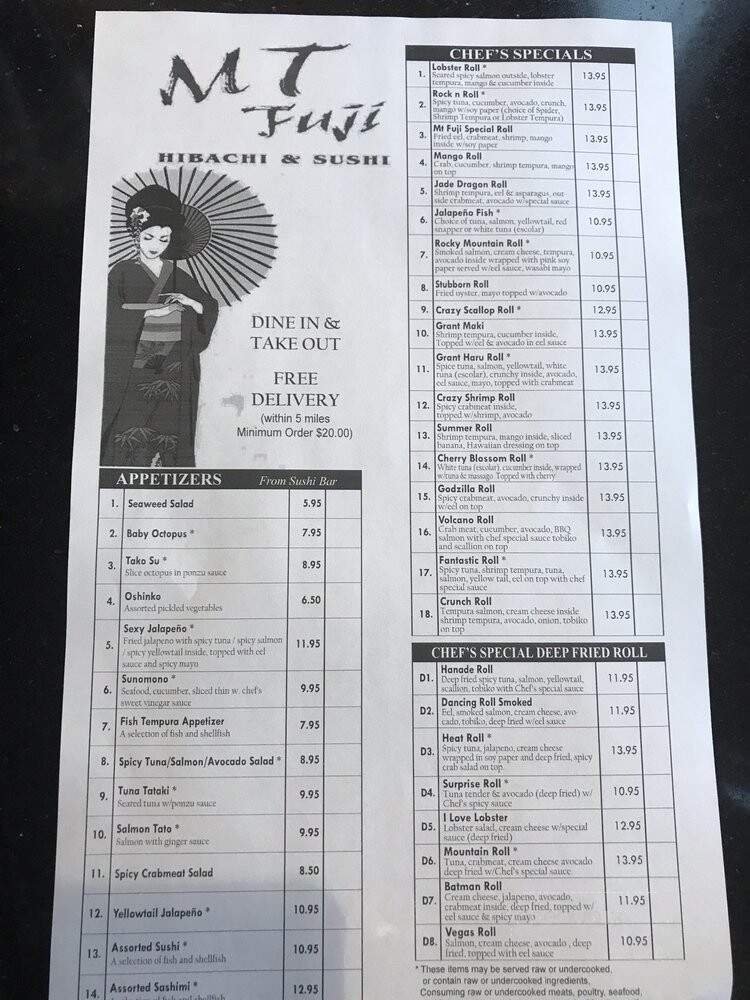 MT
FUJI
HIBACHI & SUSHI
DINE IN &
TAKE OUT
FREE
DELIVERY
(within 5 miles
Minimum Order $20.00)
APPETIZERS From Sushi Bar
1. Seaweed Salad 5.95
2. Baby Octopus * 7.95
3. Tako Su * 8.95
Slice octopus in ponzu sauce
4. Oshinko 6.50
Assorted pickled vegetables
5. Sexy Jalapeño * 11.95
Fried jalapeno with spicy tuna / spicy salmon
/ spicy yellowtail inside, topped with eel
sauce and spicy mayo
6. Sunomono * 9.95
Seafood, cucumber, sliced thin w. chef's
sweet vinegar sauce
7. Fish Tempura Appetizer 7.95
A selection of fish and shellfish
8. Spicy Tuna/Salmon/Avocado Salad * 8.95
9. Tuna Tataki * 9.95
Seared tuna w/ponzu sauce
10. Salmon Tato * 9.95
Salmon with ginger sauce
11. Spicy Crabmeat Salad 8.50
12. Yellowtail Jalapeño * 10.95
13. Assorted Sushi * 10.95
A selection of fish and shellfish
14. Assorted Sashimi * 12.95
CHEF'S SPECIALS
1. Lobster Roll * 13.95
Seared spicy salmon outside, lobster
tempura, mango & cucumber inside
2. Rock n Roll * 13.95
Spicy tuna, cucumber, avocado, crunch,
mango w/soy paper (choice of Spider,
Shrimp Tempura or Lobster Tempura)
3. Mt Fuji Special Roll 13.95
Fried eel, crabmeat, shrimp, mango
inside w/soy paper
4. Mango Roll 13.95
Crab, cucumber, shrimp tempura, mango
on top
5. Jade Dragon Roll 13.95
Shrimp tempura, eel & asparagus, out-
side crabmeat, avocado w/special sauce
6. Jalapeño Fish * 10.95
Choice of tuna, salmon, yellowtail, red
snapper or white tuna (escolar)
7. Rocky Mountain Roll * 10.95
Smoked salmon, cream cheese, tempura,
avocado inside wrapped with pink soy
paper served w/eel sauce, wasabi mayo
8. Stubborn Roll 10.95
Fried oyster, mayo topped w/avocado
9. Crazy Scallop Roll * 12.95
10. Grant Maki 13.95
Shrimp tempura, cucumber inside,
Topped w/eel & avocado in eel sauce
11. Grant Haru Roll * 13.95
Spice tuna, salmon, yellowtail, white
tuna (escolar), crunchy inside, avocado,
eel sauce, mayo, topped with crabmeat
12. Crazy Shrimp Roll 13.95
Spicy crabmeat inside,
topped w/shrimp, avocado
13. Summer Roll 13.95
Shrimp tempura, mango inside, sliced
banana, Hawaiian dressing on top
14. Cherry Blossom Roll * 13.95
White tuna (escolar), cucumber inside, wrapped
w/tuna & massago. Topped with cherry
15. Godzilla Roll 13.95
Spicy crabmeat, avocado, crunchy inside
w/eel on top
16. Volcano Roll 13.95
Crab meat, cucumber, avocado, BBQ
salmon with chef special sauce tobiko
and scallion on top
17. Fantastic Roll * 13.95
Spicy tuna, shrimp tempura, tuna,
salmon, yellow tail, eel on top with chef
special sauce
18. Crunch Roll 13.95
Tempura salmon, cream cheese inside
shrimp tempura, avocado, onion, tobiko
on top
CHEF'S SPECIAL DEEP FRIED ROLL
D1. Hanade Roll 11.95
Deep fried spicy tuna, salmon, yellowtail,
scallion, tobiko with Chef's special sauce
D2. Dancing Roll Smoked 11.95
Eel, smoked salmon, cream cheese, avo-
cado, tobiko, deep fried w/eel sauce
D3. Heat Roll * 13.95
Spicy tuna, jalapeno, cream cheese
wrapped in soy paper and deep fried, spicy
crab salad on top.
D4. Surprise Roll * 10.95
Tuna tender & avocado (deep fried) w/
Chef's spicy sauce
D5. I Love Lobster 12.95
Lobster salad, cream cheese w/special
sauce (deep fried)
D6. Mountain Roll * 13.95
Tuna, crabmeat, cream cheese avocado
deep fried w/Chef's special sauce
D7. Batman Roll 11.95
Cream cheese, jalapeno, avocado,
crabmeat inside, deep fried, topped w/
eel sauce & spicy mayo
D8. Vegas Roll 10.95
Salmon, cream cheese, avocado , deep
fried, topped with eel sauce
* These items may be served raw or undercooked,
or contain raw or undercooked ingredients,
Consuming raw or undercooked meats, poultry, seafood,